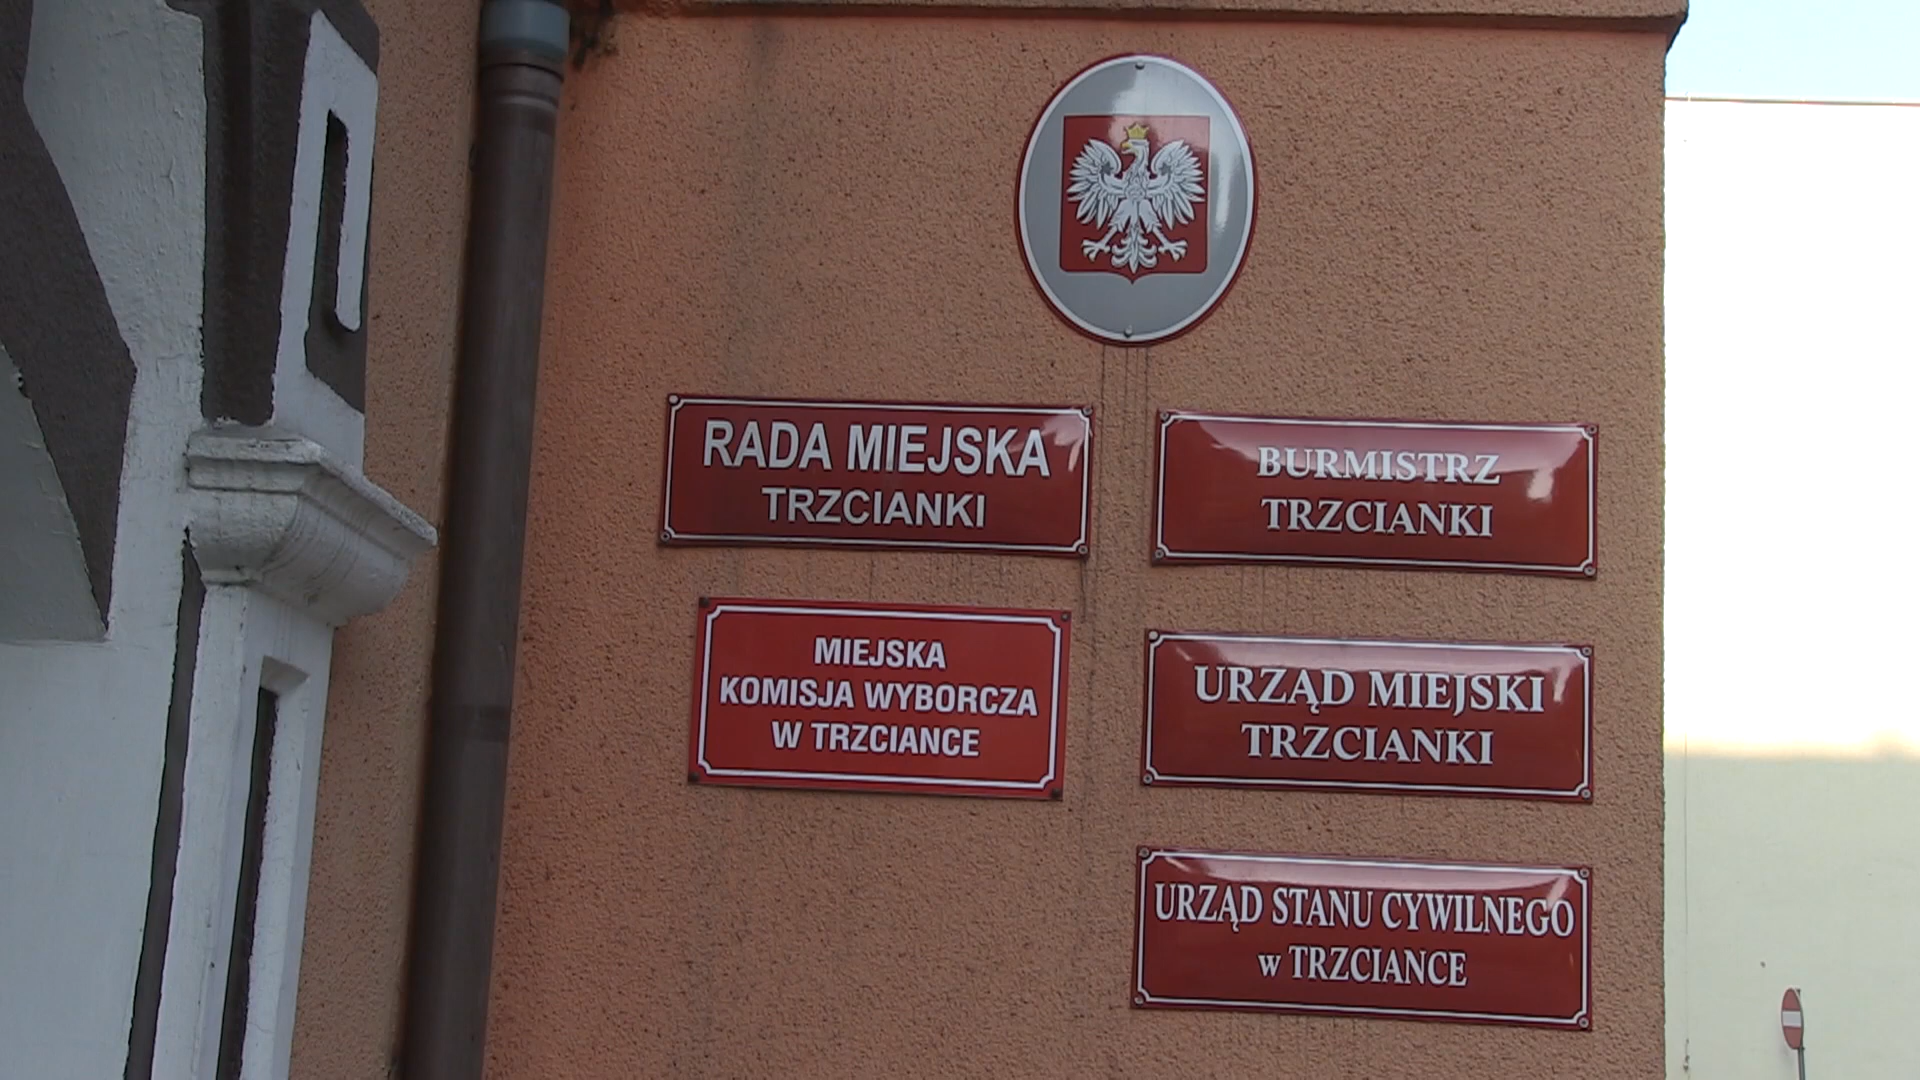 RADA MIEJSKA
TRZCIANKI
BURMISTRZ
TRZCIANKI
MIEJSKA
KOMISJA WYBORCZA
W TRZCIANCE
URZĄD MIEJSKI
TRZCIANKI
URZĄD STANU CYWILNEGO
w TRZCIANCE